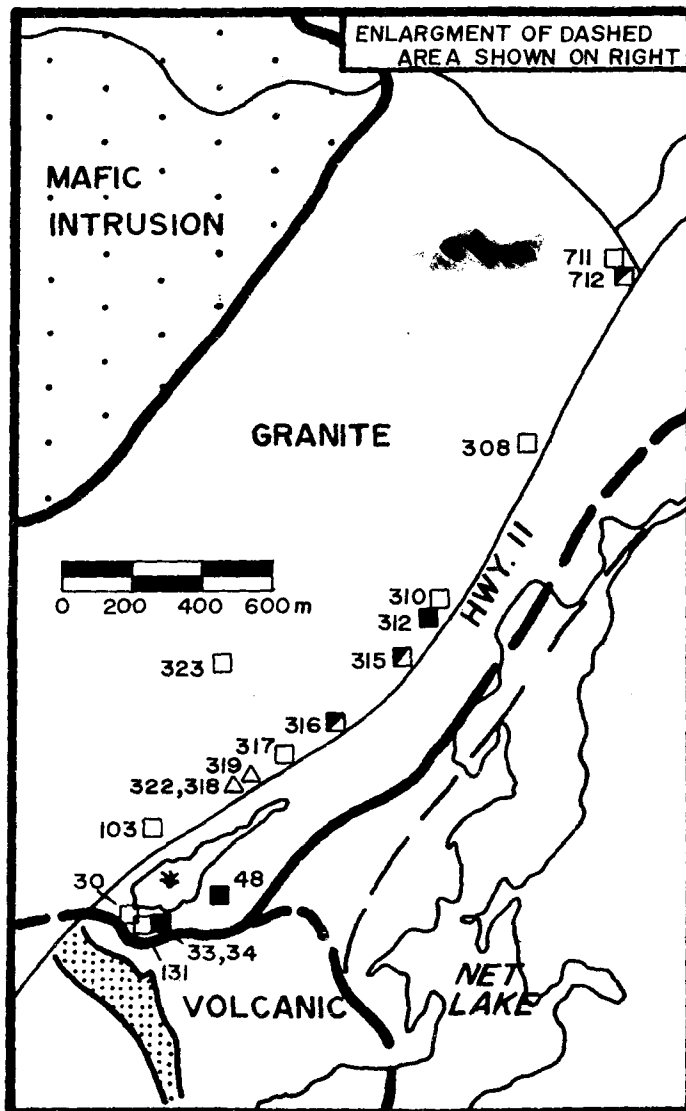 ENLARGMENT OF DASHED
AREA SHOWN ON RIGHT
MAFIC
INTRUSION
711
712
GRANITE
308
HWY. 11
0 200 400 600 m
310
312
323
315
316
317
319
322,318
103
30
48
33,34
131
VOLCANIC
NET
LAKE